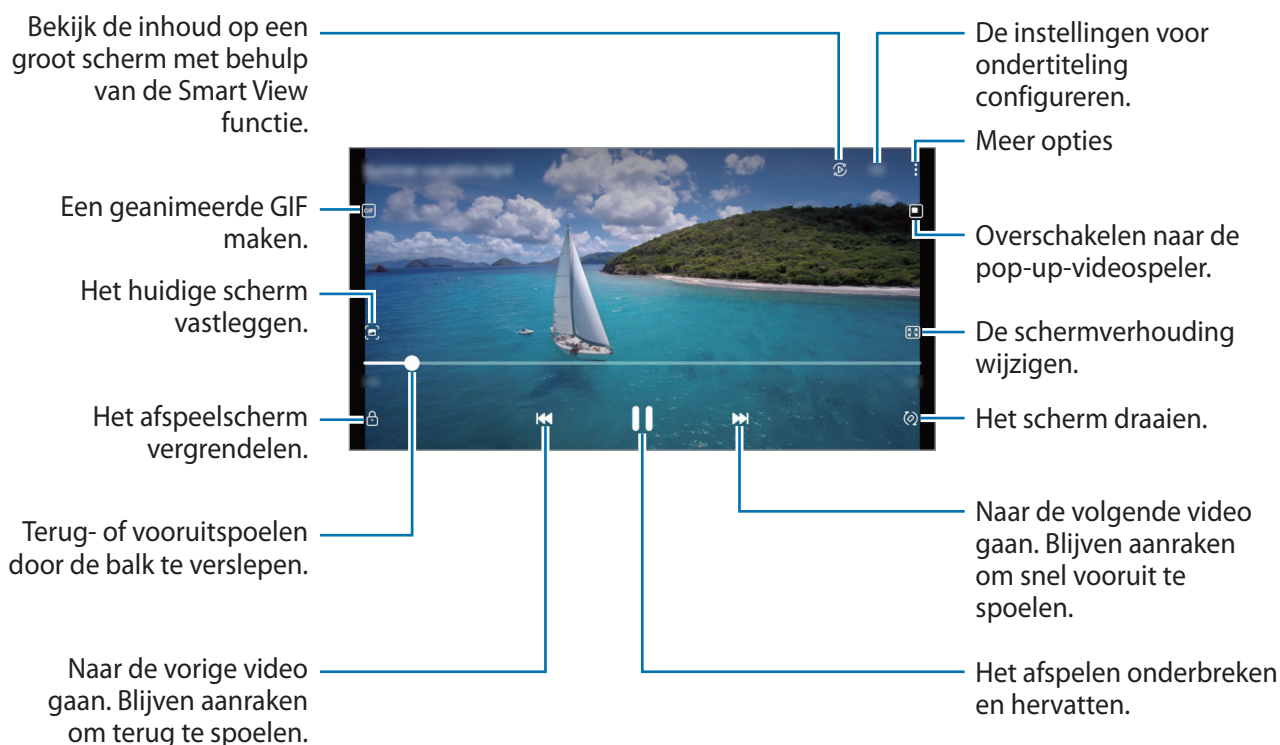 Bekijk de inhoud op een
groot scherm met behulp
van de Smart View
functie.
De instellingen voor
ondertiteling
configureren.
Meer opties
Een geanimeerde GIF
maken.
GIF
Overschakelen naar de
pop-up-videospeler.
Het huidige scherm
vastleggen.
De schermverhouding
wijzigen.
Het afspeelscherm
vergrendelen.
Het scherm draaien.
Terug- of vooruitspoelen
door de balk te verslepen.
Naar de volgende video
gaan. Blijven aanraken
om snel vooruit te
spoelen.
Naar de vorige video
gaan. Blijven aanraken
om terug te spoelen.
Het afspelen onderbreken
en hervatten.